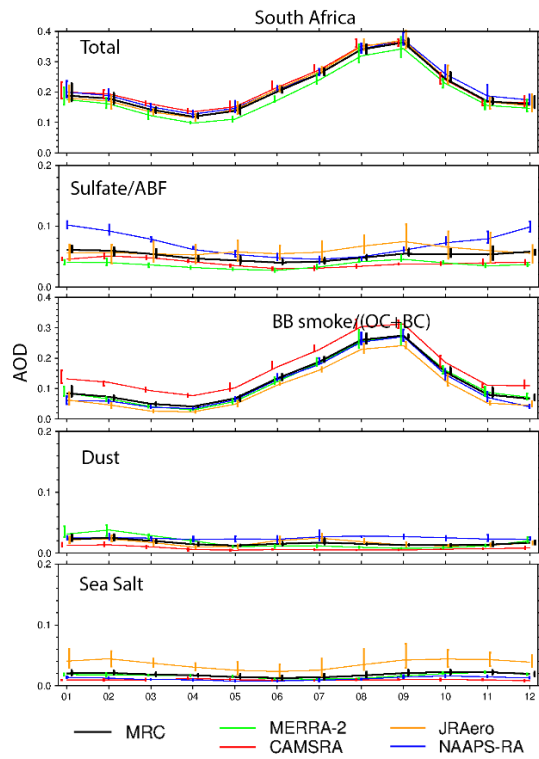 South Africa
Total
0.4
0.3
0.2
0.1
0.0
Sulfate/ABF
0.2
0.1
0.0
BB smoke/(OC+BC)
0.4
0.3
0.2
0.1
0.0
AOD
Dust
0.2
0.1
0.0
Sea Salt
0.2
0.1
0.0
01 02 03 04 05 06 07 08 09 10 11 12
MRC MERRA-2 JRAero
CAMSRA NAAPS-RA